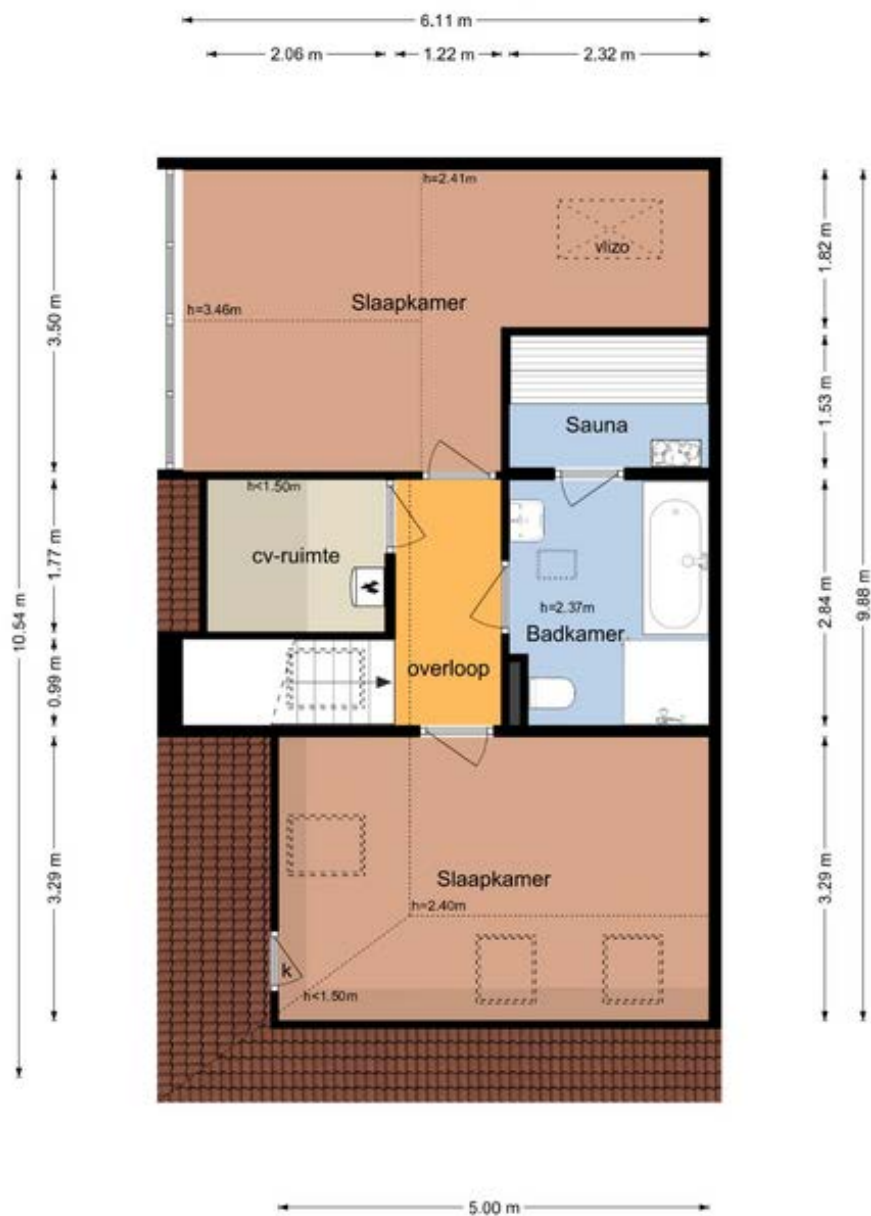 6.11 m
2.06 m
1.22 m
2.32 m
h=2.41m
vlizo
Slaapkamer
h=3.46m
3.50 m
1.82 m
1.53 m
Sauna
h<1.50m
cv-ruimte
1.77 m
h=2.37m
Badkamer
2.84 m
9.88 m
10.54 m
0.99 m
overloop
Slaapkamer
h=2.40m
3.29 m
3.29 m
k
h<1.50m
5.00 m